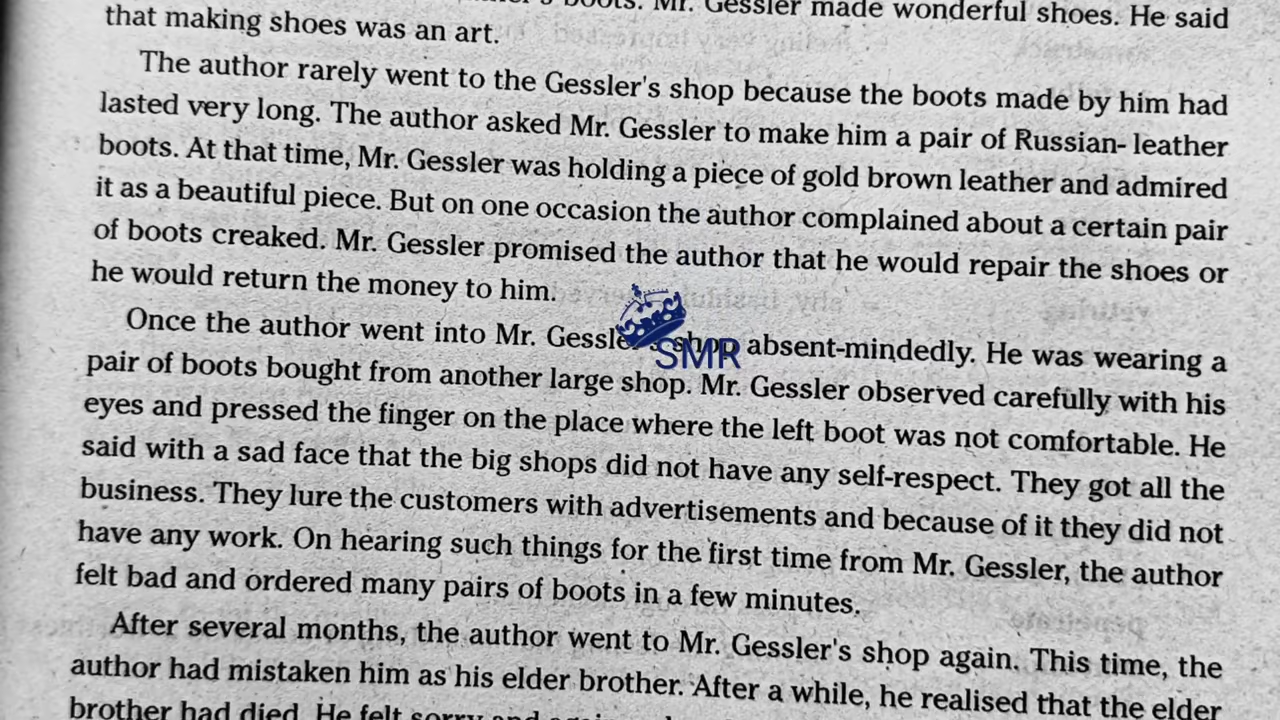 boots. Mr. Gessler made wonderful shoes. He said
that making shoes was an art.
The author rarely went to the Gessler's shop because the boots made by him had
lasted very long. The author asked Mr. Gessler to make him a pair of Russian- leather
boots. At that time, Mr. Gessler was holding a piece of gold brown leather and admired
it as a beautiful piece. But on one occasion the author complained about a certain pair
of boots creaked. Mr. Gessler promised the author that he would repair the shoes or
he would return the money to him.
Once the author went into Mr. Gessler's shop absent-mindedly. He was wearing a
SMR
pair of boots bought from another large shop. Mr. Gessler observed carefully with his
eyes and pressed the finger on the place where the left boot was not comfortable. He
said with a sad face that the big shops did not have any self-respect. They got all the
business. They lure the customers with advertisements and because of it they did not
have any work. On hearing such things for the first time from Mr. Gessler, the author
felt bad and ordered many pairs of boots in a few minutes.
After several months, the author went to Mr. Gessler's shop again. This time, the
author had mistaken him as his elder brother. After a while, he realised that the elder
brother had died. He felt sorry and